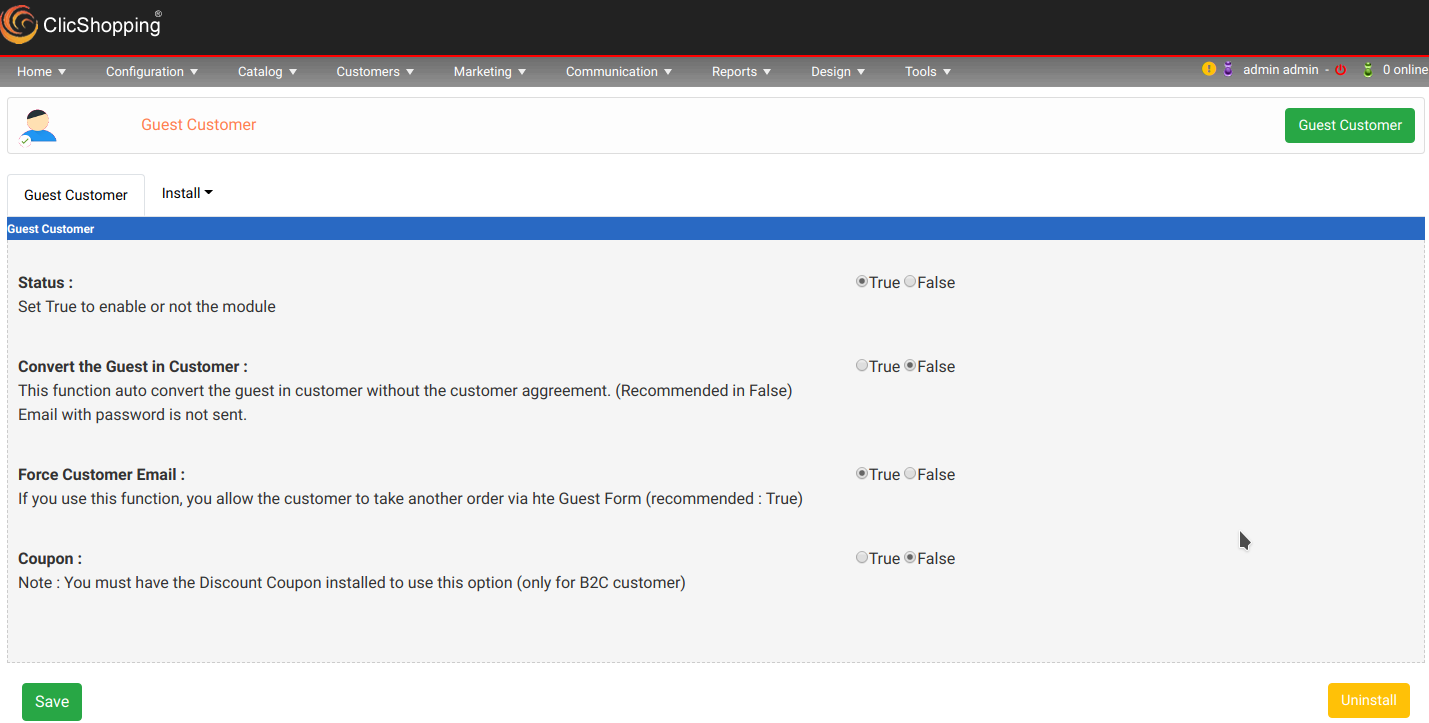 ClicShopping®
Home Configuration Catalog Customers Marketing Communication Reports Design Tools admin admin - 0 online
Guest Customer Guest Customer
Guest Customer Install
Guest Customer
Status : True False
Set True to enable or not the module
Convert the Guest in Customer : True False
This function auto convert the guest in customer without the customer aggreement. (Recommended in False)
Email with password is not sent.
Force Customer Email : True False
If you use this function, you allow the customer to take another order via hte Guest Form (recommended : True)
Coupon : True False
Note : You must have the Discount Coupon installed to use this option (only for B2C customer)
Save Uninstall